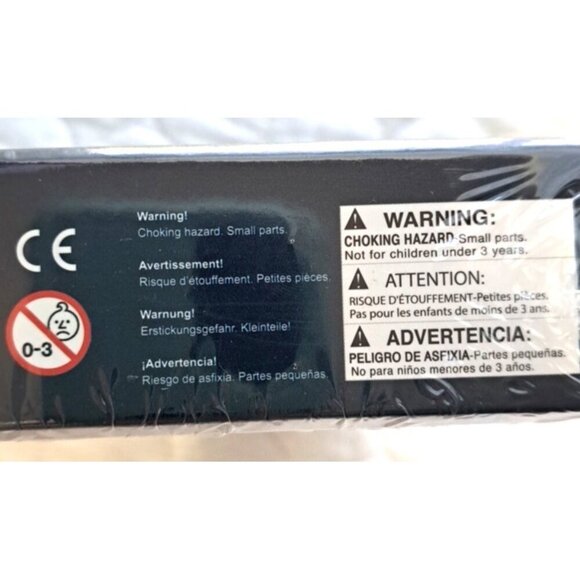 CE
0-3
Warning!
Choking hazard. Small parts.
Avertissement!
Risque d'étouffement. Petites pièces.
Warnung!
Erstickungsgefahr. Kleinteile!
¡Advertencia!
Riesgo de asfixia. Partes pequeñas.
WARNING:
CHOKING HAZARD-Small parts.
Not for children under 3 years.
ATTENTION:
RISQUE D'ÉTOUFFEMENT-Petites pièces.
Pas pour les enfants de moins de 3 ans.
ADVERTENCIA:
PELIGRO DE ASFIXIA-Partes pequeñas.
No para niños menores de 3 años.